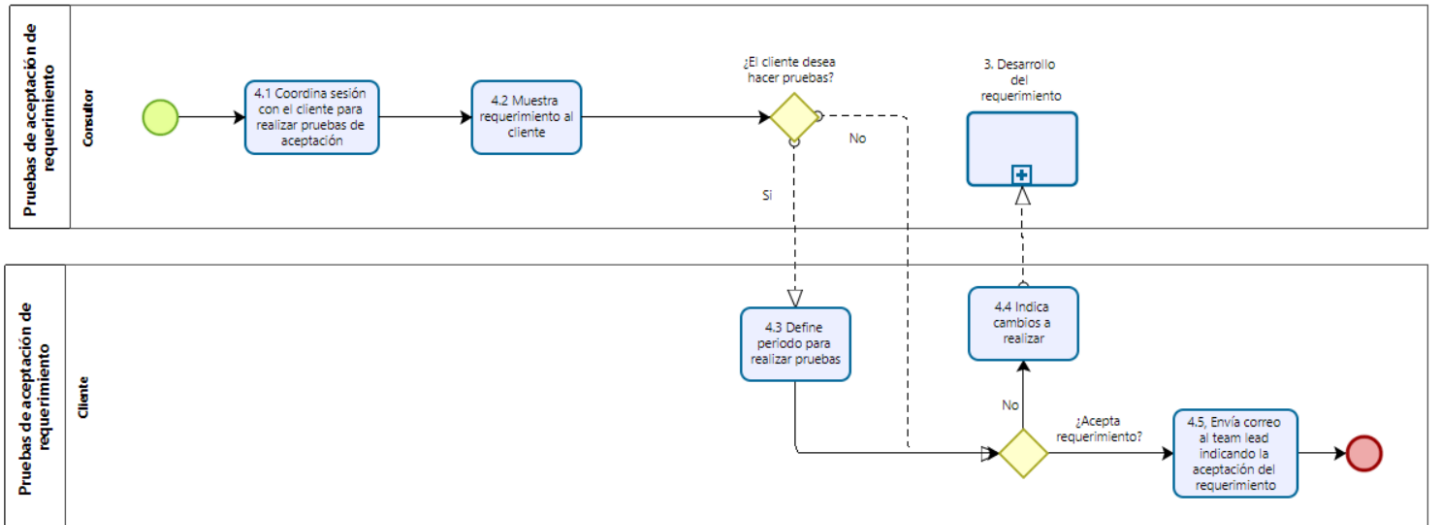 Pruebas de aceptación de
requerimiento
Consultor
4.1 Coordina sesión
con el cliente para
realizar pruebas de
aceptación
4.2 Muestra
requerimiento al
cliente
¿El cliente desea
hacer pruebas?
No
Si
3. Desarrollo
del
requerimiento
Pruebas de aceptación de
requerimiento
Cliente
4.3 Define
periodo para
realizar pruebas
4.4 Indica
cambios a
realizar
No
¿Acepta
requerimiento?
4.5, Envía correo
al team lead
indicando la
aceptación del
requerimiento